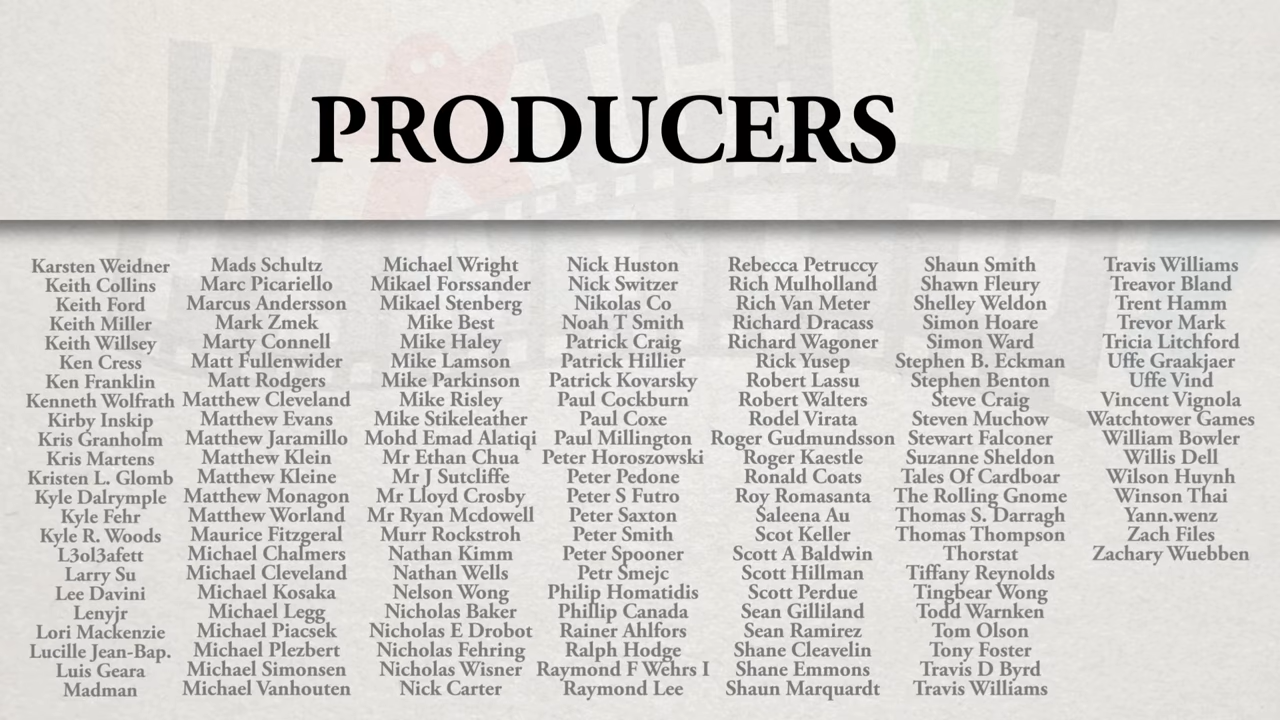 WATCH IT
PRODUCERS
Karsten Weidner
Keith Collins
Keith Ford
Keith Miller
Keith Willsey
Ken Cress
Ken Franklin
Kenneth Wolfrath
Kirby Inskip
Kris Granholm
Kris Martens
Kristen L. Glomb
Kyle Dalrymple
Kyle Fehr
Kyle R. Woods
L3ol3afett
Larry Su
Lee Davini
Lenyjr
Lori Mackenzie
Lucille Jean-Bap.
Luis Geara
Madman
Mads Schultz
Marc Picariello
Marcus Andersson
Mark Zmek
Marty Connell
Matt Fullenwider
Matt Rodgers
Matthew Cleveland
Matthew Evans
Matthew Jaramillo
Matthew Klein
Matthew Kleine
Matthew Monagon
Matthew Worland
Maurice Fitzgeral
Michael Chalmers
Michael Cleveland
Michael Kosaka
Michael Legg
Michael Piacsek
Michael Plezbert
Michael Simonsen
Michael Vanhouten
Michael Wright
Mikael Forssander
Mikael Stenberg
Mike Best
Mike Haley
Mike Lamson
Mike Parkinson
Mike Risley
Mike Stikeleather
Mohd Emad Alatiqi
Mr Ethan Chua
Mr J Sutcliffe
Mr Lloyd Crosby
Mr Ryan Mcdowell
Murr Rockstroh
Nathan Kimm
Nathan Wells
Nelson Wong
Nicholas Baker
Nicholas E Drobot
Nicholas Fehring
Nicholas Wisner
Nick Carter
Nick Huston
Nick Switzer
Nikolas Co
Noah T Smith
Patrick Craig
Patrick Hillier
Patrick Kovarsky
Paul Cockburn
Paul Coxe
Paul Millington
Peter Horoszowski
Peter Pedone
Peter S Futro
Peter Saxton
Peter Smith
Peter Spooner
Petr Smejc
Philip Homatidis
Phillip Canada
Rainer Ahlfors
Ralph Hodge
Raymond F Wehrs I
Raymond Lee
Rebecca Petruccy
Rich Mulholland
Rich Van Meter
Richard Dracass
Richard Wagoner
Rick Yusep
Robert Lassu
Robert Walters
Rodel Virata
Roger Gudmundsson
Roger Kaestle
Ronald Coats
Roy Romasanta
Saleena Au
Scot Keller
Scott A Baldwin
Scott Hillman
Scott Perdue
Sean Gilliland
Sean Ramirez
Shane Cleavelin
Shane Emmons
Shaun Marquardt
Shaun Smith
Shawn Fleury
Shelley Weldon
Simon Hoare
Simon Ward
Stephen B. Eckman
Stephen Benton
Steve Craig
Steven Muchow
Stewart Falconer
Suzanne Sheldon
Tales Of Cardboar
The Rolling Gnome
Thomas S. Darragh
Thomas Thompson
Thorstat
Tiffany Reynolds
Tingbear Wong
Todd Warnken
Tom Olson
Tony Foster
Travis D Byrd
Travis Williams
Travis Williams
Treavor Bland
Trent Hamm
Trevor Mark
Tricia Litchford
Uffe Graakjaer
Uffe Vind
Vincent Vignola
Watchtower Games
William Bowler
Willis Dell
Wilson Huynh
Winson Thai
Yann.wenz
Zach Files
Zachary Wuebben